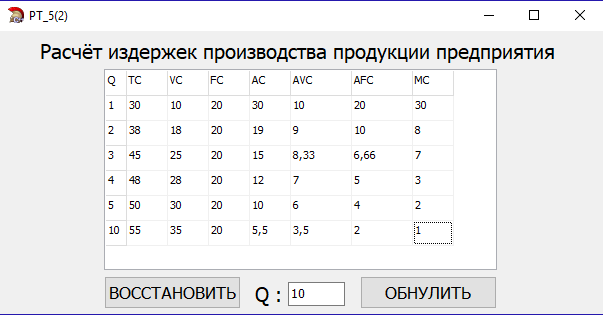 PT_5(2)
Расчёт издержек производства продукции предприятия
Q TC VC FC AC AVC AFC MC
1 30 10 20 30 10 20 30
2 38 18 20 19 9 10 8
3 45 25 20 15 8,33 6,66 7
4 48 28 20 12 7 5 3
5 50 30 20 10 6 4 2
10 55 35 20 5,5 3,5 2 1
ВОССТАНОВИТЬ Q : 10 ОБНУЛИТЬ